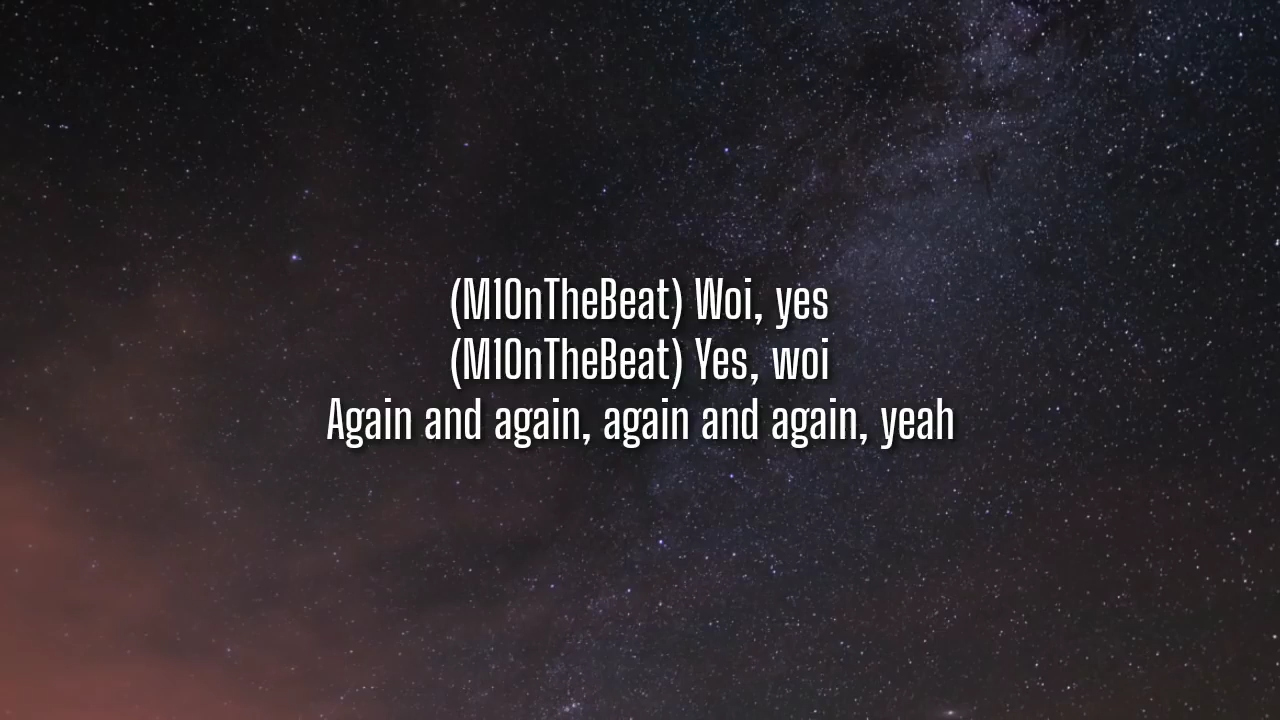 (M1OnTheBeat) Woi, yes
(M1OnTheBeat) Yes, woi
Again and again, again and again, yeah